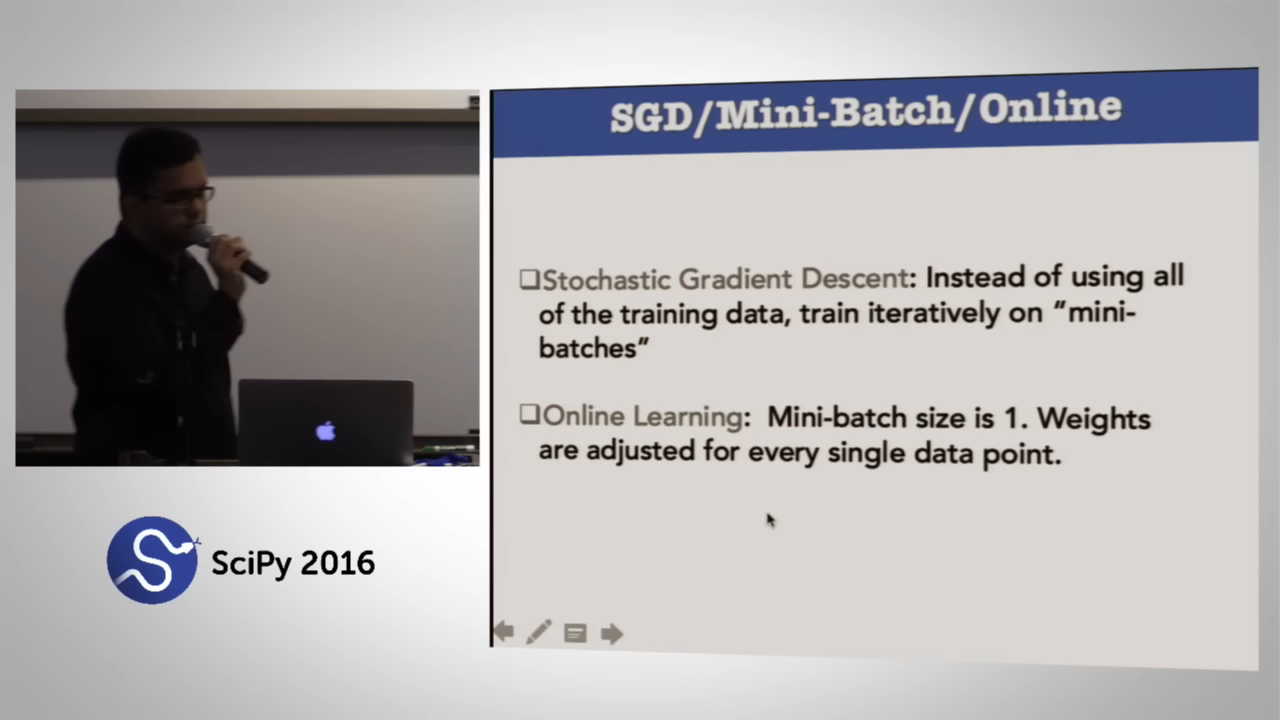 SGD/Mini-Batch/Online
❑Stochastic Gradient Descent: Instead of using all
of the training data, train iteratively on "mini-
batches"
❑Online Learning: Mini-batch size is 1. Weights
are adjusted for every single data point.
SciPy 2016